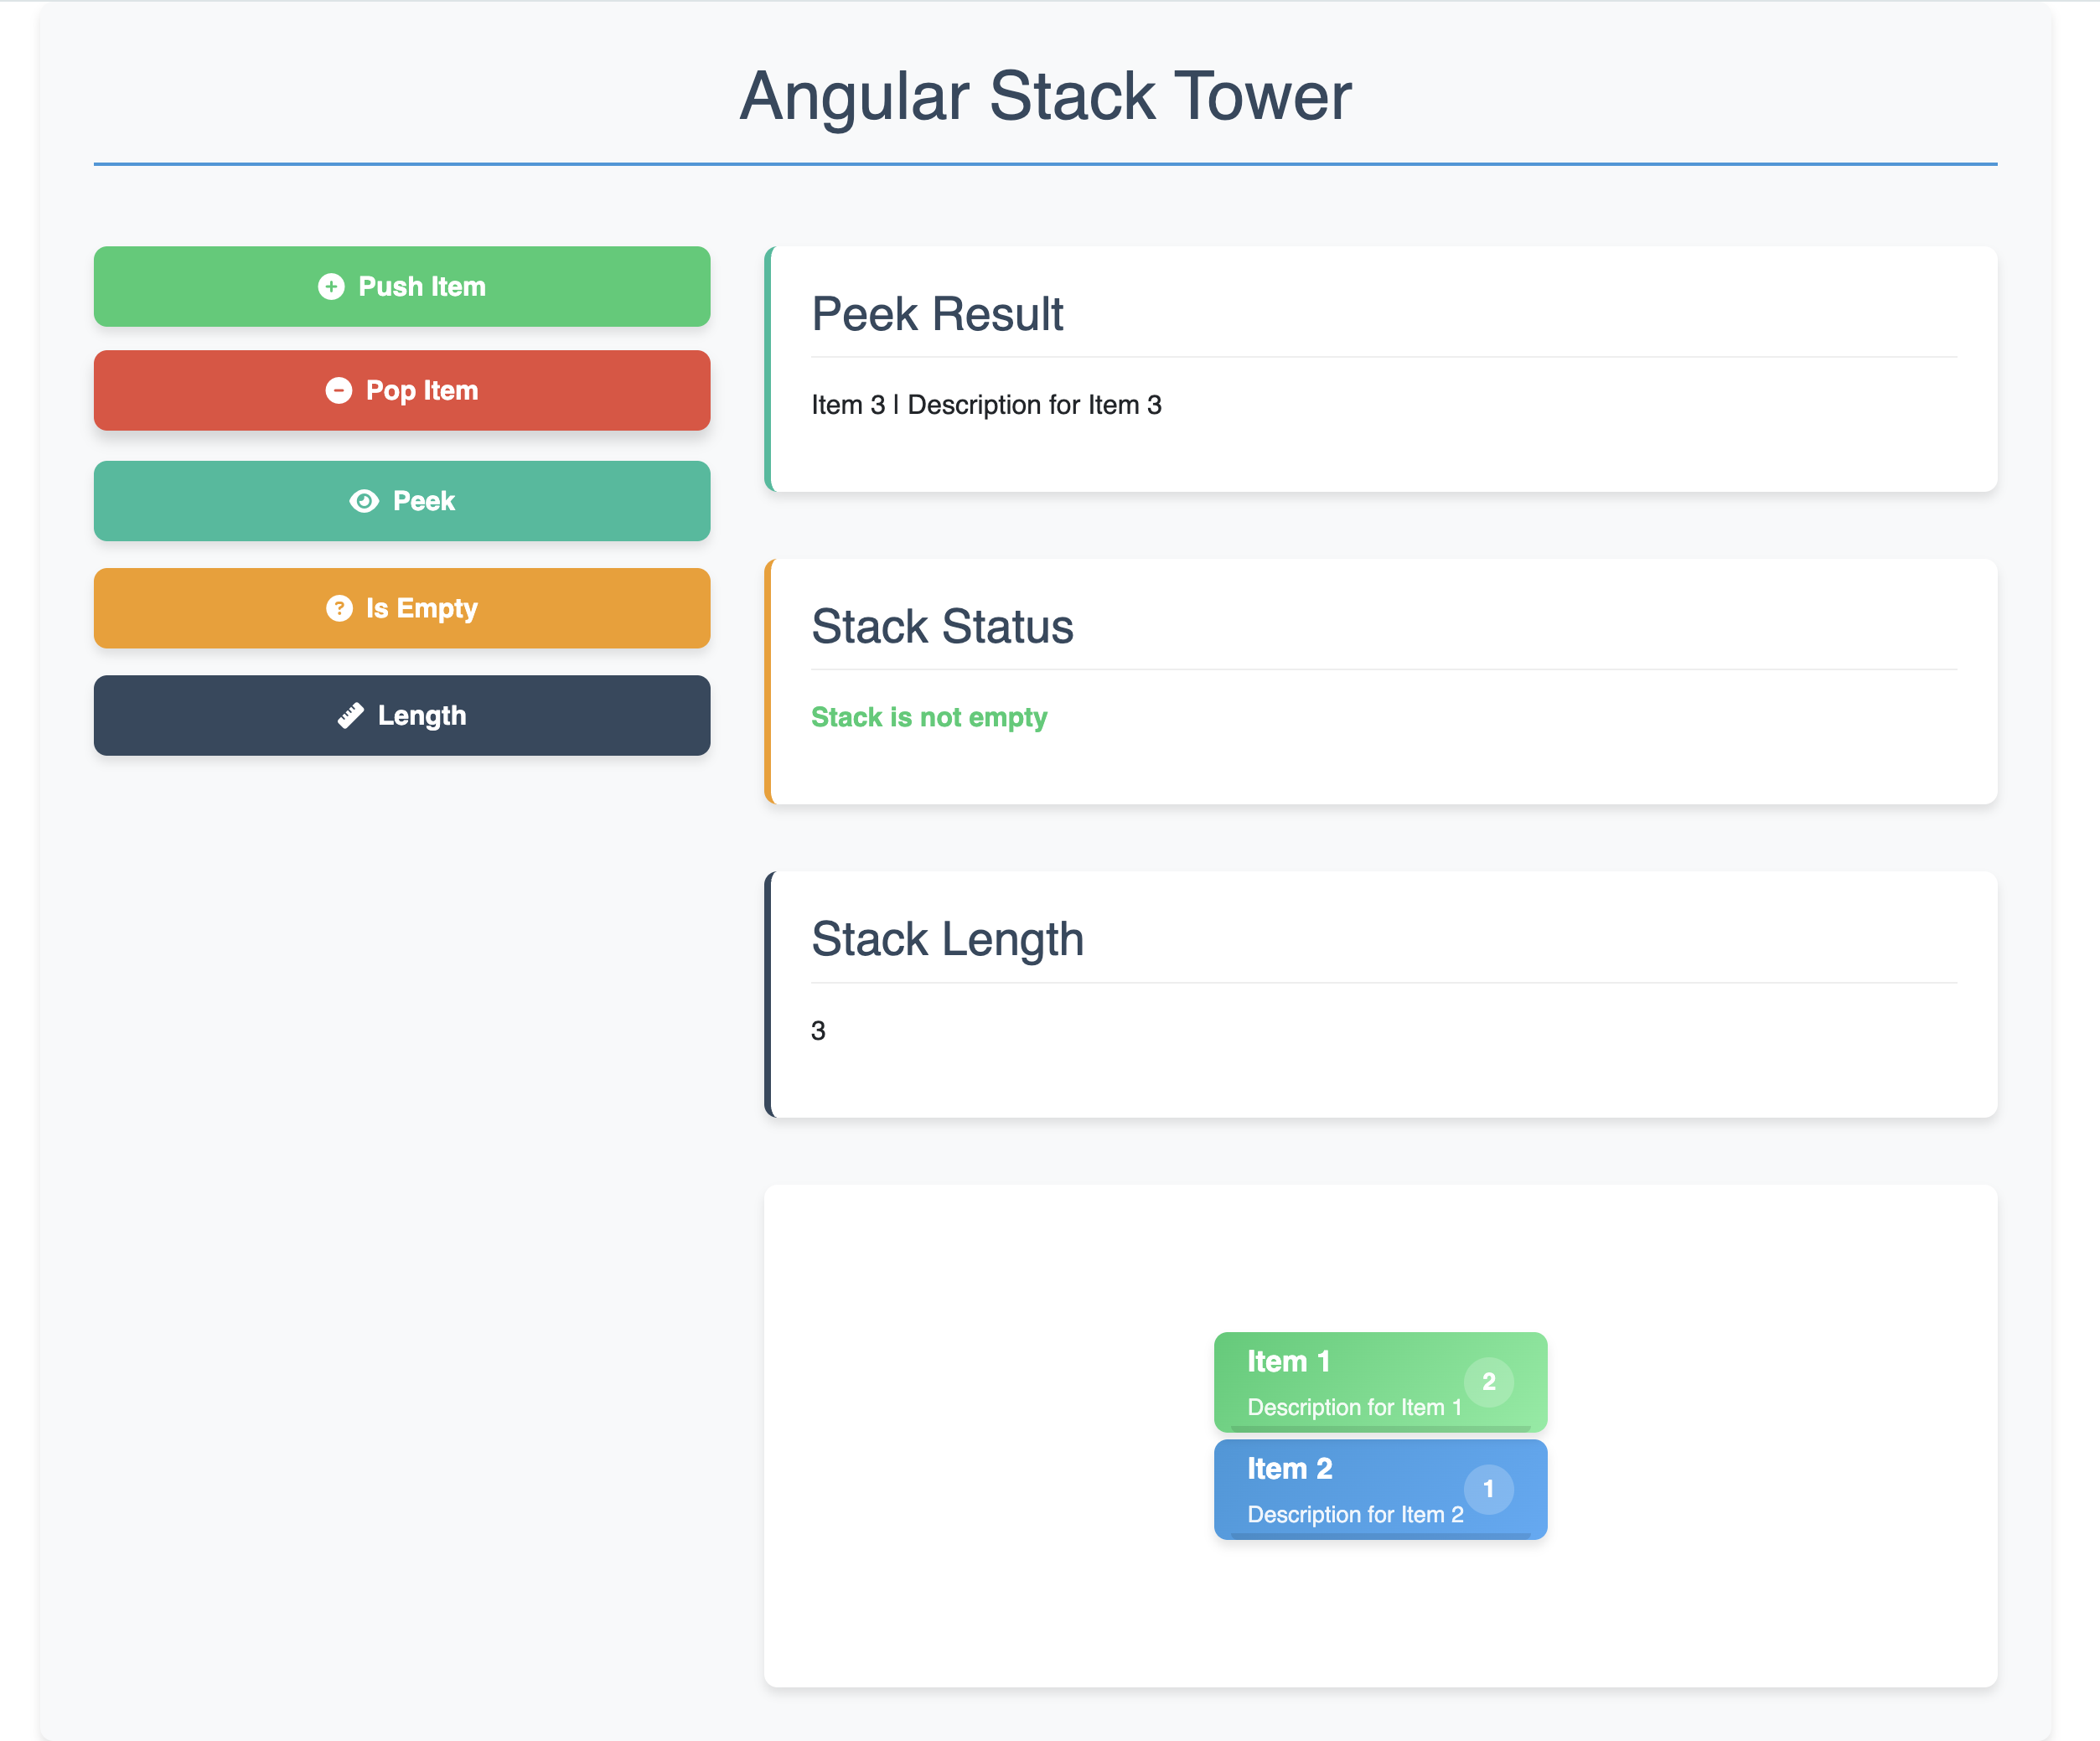 Angular Stack Tower
Push Item
Pop Item
Peek
Is Empty
Length
Peek Result
Item 3 | Description for Item 3
Stack Status
Stack is not empty
Stack Length
3
Item 1
Description for Item 1
2
Item 2
Description for Item 2
1